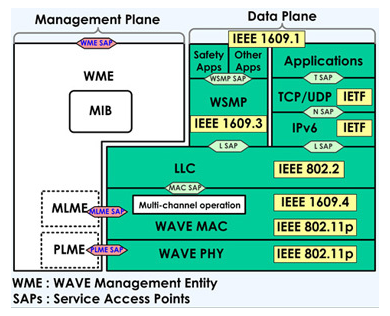 Management Plane
Data Plane
IEEE 1609.1
WME SAP
Safety Apps
Other Apps
Applications
WME
WSMP SAP
T SAP
MIB
WSMP
TCP/UDP
IETF
N SAP
IEEE 1609.3
IPv6
IETF
L SAP
L SAP
LLC
IEEE 802.2
MAC SAP
MLME
MLME SAP
Multi-channel operation
IEEE 1609.4
WAVE MAC
IEEE 802.11p
PLME
PLME SAP
WAVE PHY
IEEE 802.11p
WME : WAVE Management Entity
SAPs : Service Access Points